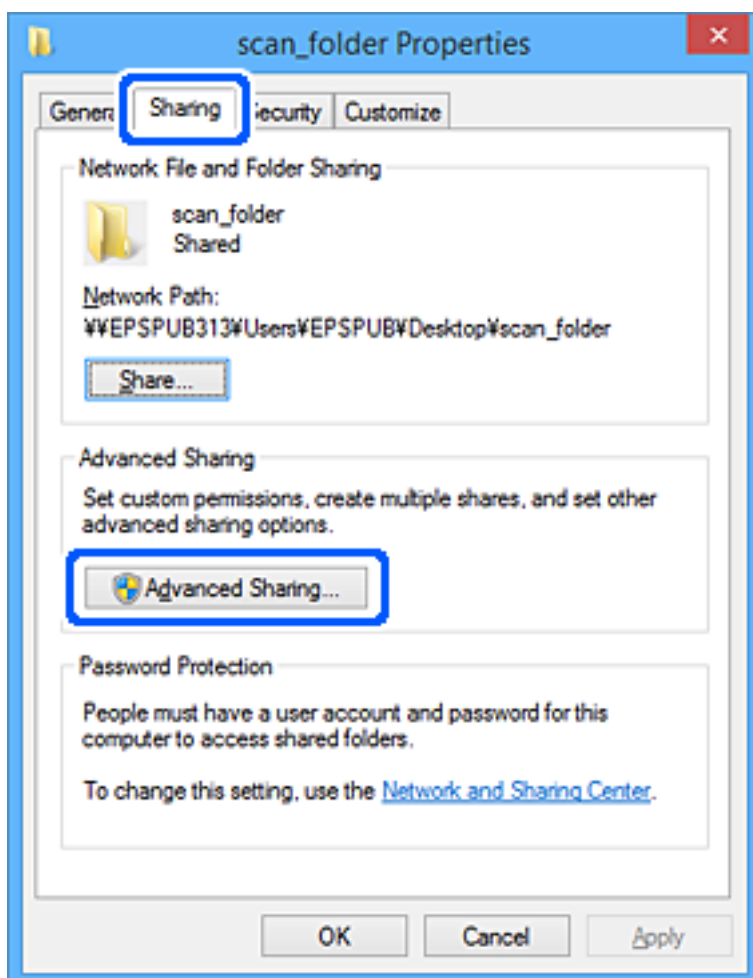 scan_folder Properties
General Sharing Security Customize
Network File and Folder Sharing
scan_folder
Shared
Network Path:
¥¥EPSPUB313¥Users¥EPSPUB¥Desktop¥scan_folder
Share...
Advanced Sharing
Set custom permissions, create multiple shares, and set other
advanced sharing options.
Advanced Sharing...
Password Protection
People must have a user account and password for this
computer to access shared folders.
To change this setting, use the Network and Sharing Center.
OK Cancel Apply